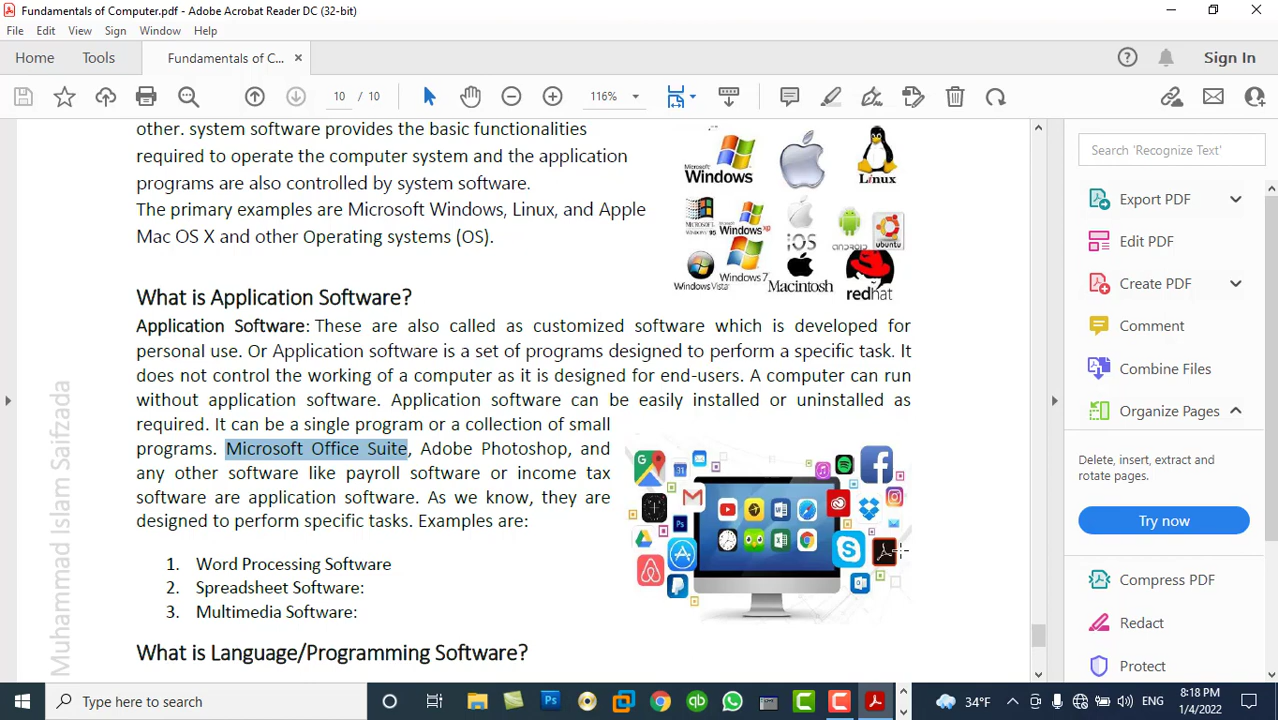 Fundamentals of Computer.pdf - Adobe Acrobat Reader DC (32-bit)
File Edit View Sign Window Help
Home Tools Fundamentals of C... × Sign In
10 / 10 116%
other. system software provides the basic functionalities
required to operate the computer system and the application
programs are also controlled by system software.
The primary examples are Microsoft Windows, Linux, and Apple
Mac OS X and other Operating systems (OS).
Microsoft Windows
Linux
Windows xp
iOS
ANDROID
ubuntu
Windows Vista
Windows 7
Macintosh
redhat
What is Application Software?
Application Software: These are also called as customized software which is developed for
personal use. Or Application software is a set of programs designed to perform a specific task. It
does not control the working of a computer as it is designed for end-users. A computer can run
without application software. Application software can be easily installed or uninstalled as
required. It can be a single program or a collection of small
programs. Microsoft Office Suite, Adobe Photoshop, and
any other software like payroll software or income tax
software are application software. As we know, they are
designed to perform specific tasks. Examples are:
1. Word Processing Software
2. Spreadsheet Software:
3. Multimedia Software:
What is Language/Programming Software?
Muhammad Islam Saifzada
Search 'Recognize Text'
Export PDF
Edit PDF
Create PDF
Comment
Combine Files
Organize Pages
Delete, insert, extract and
rotate pages.
Try now
Compress PDF
Redact
Protect
Type here to search
34°F
ENG
8:18 PM
1/4/2022